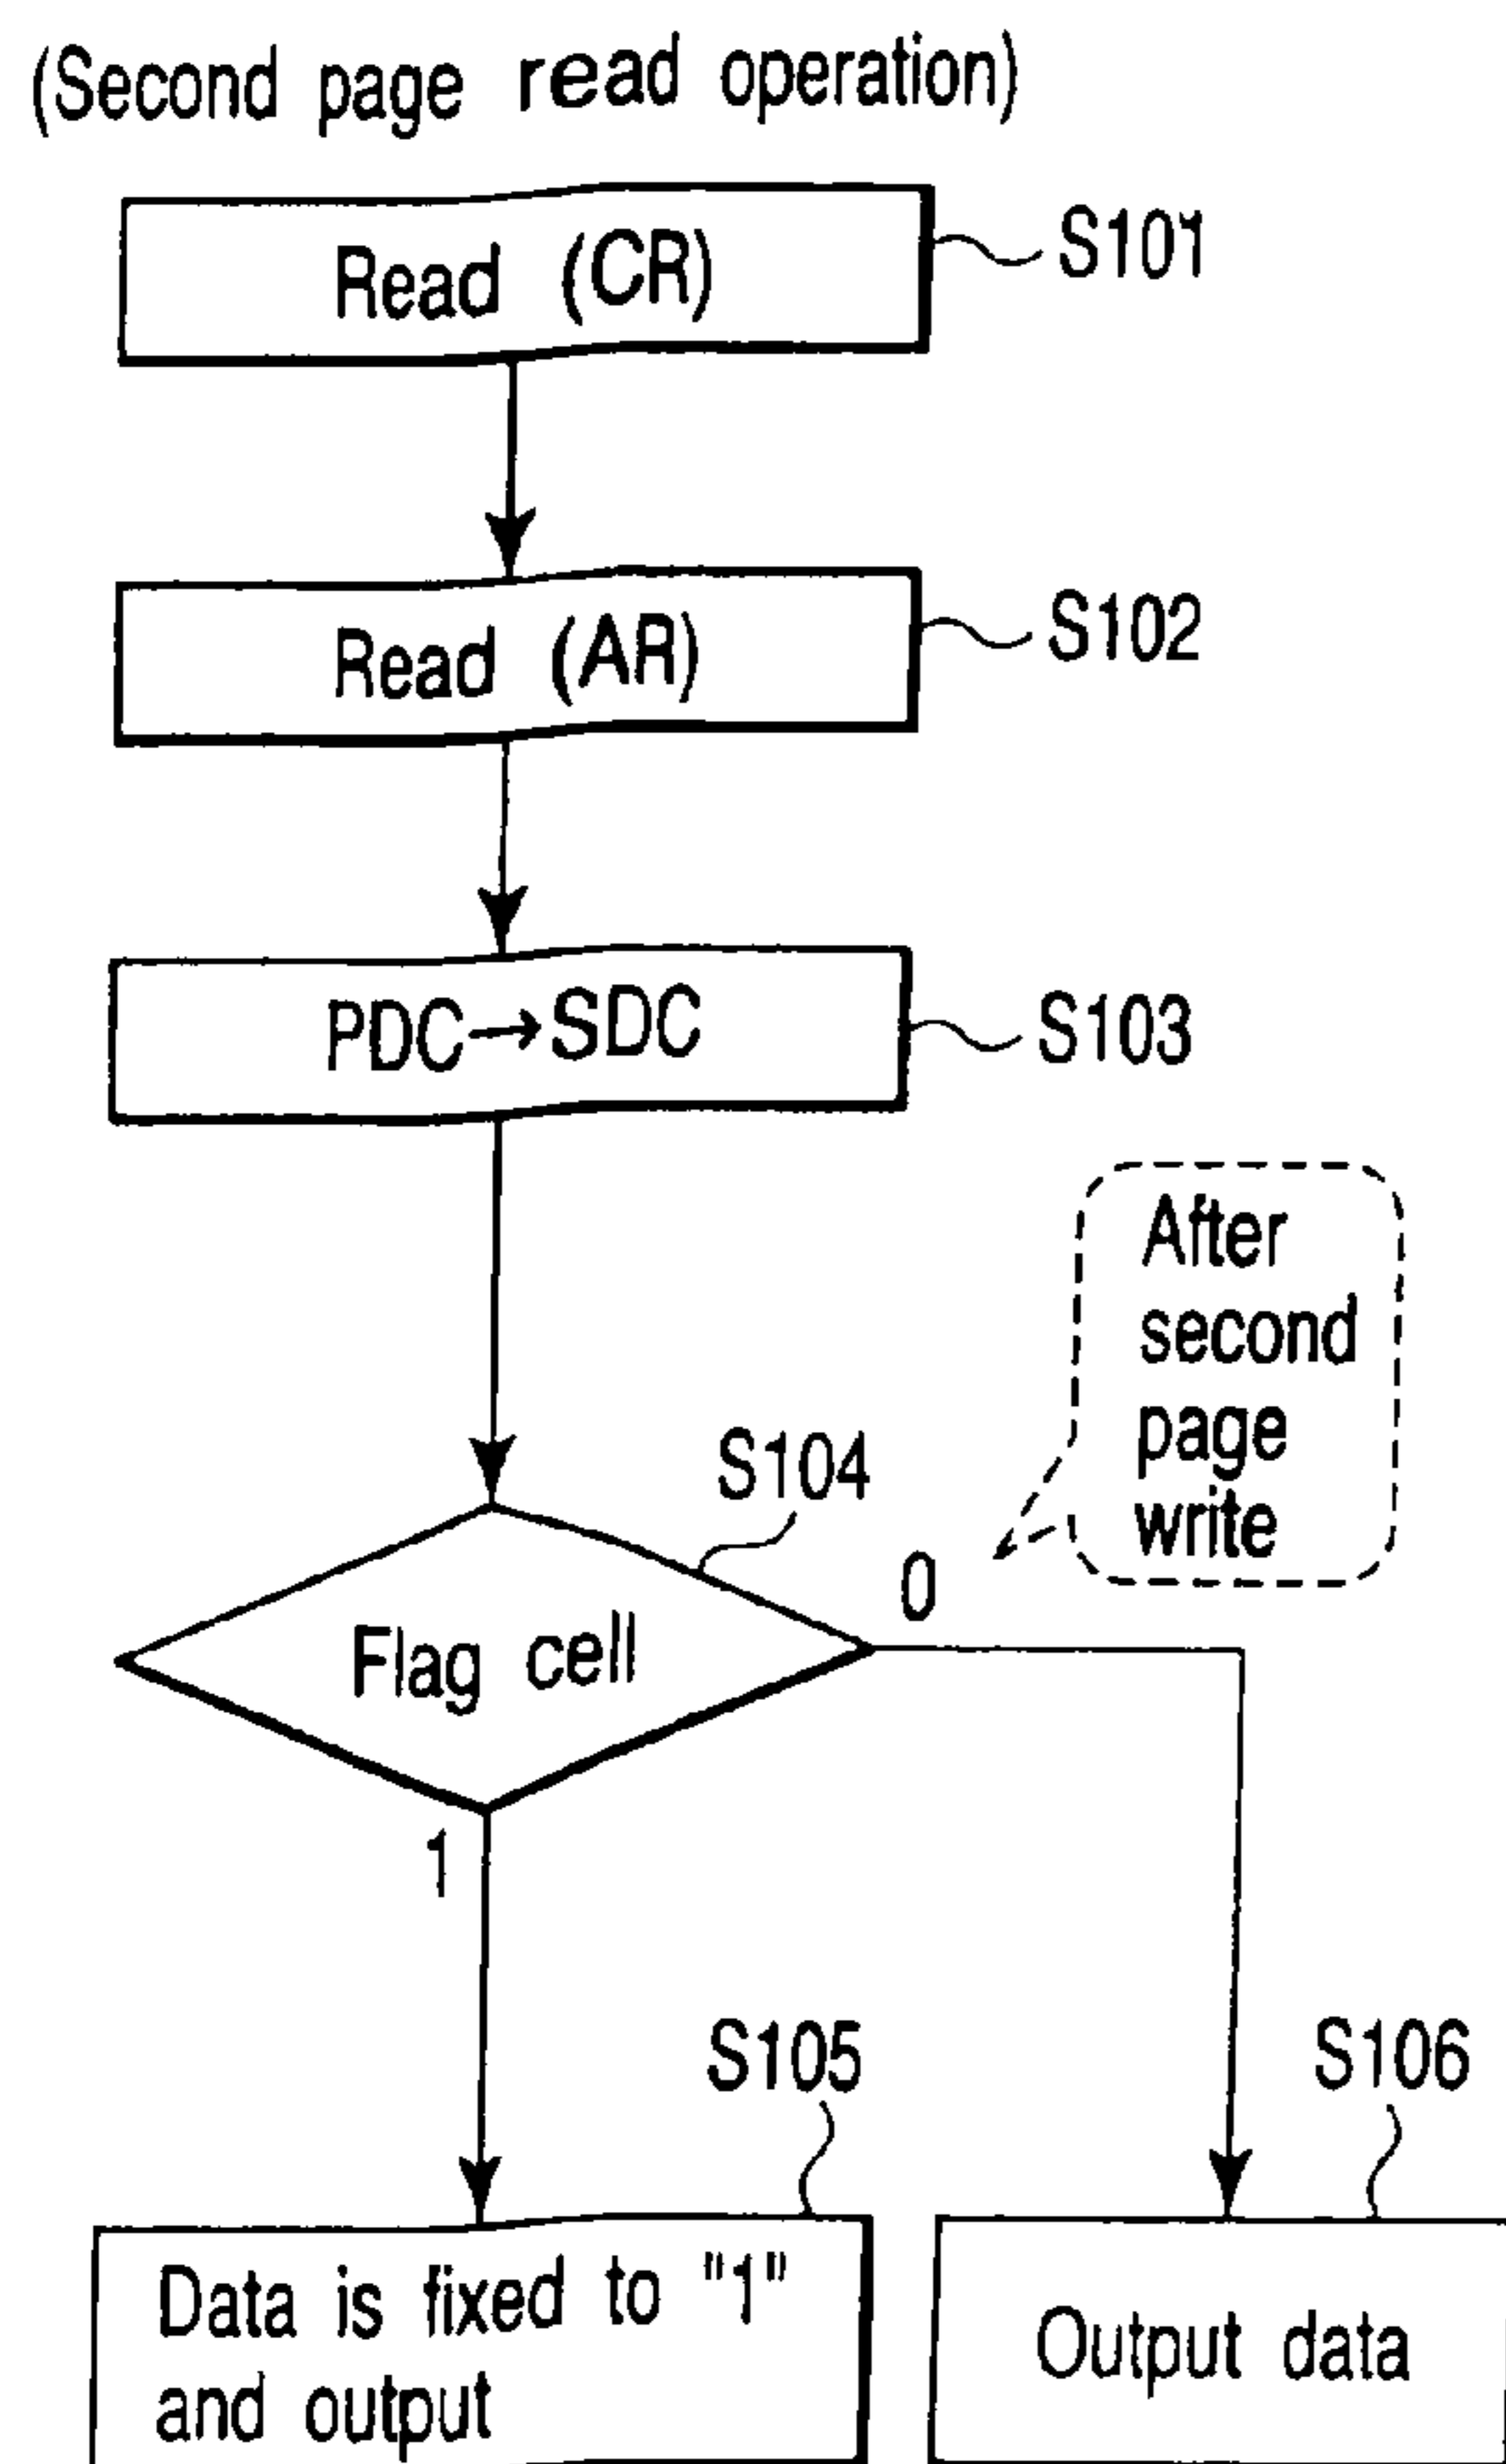 (Second page read operation)
Read (CR)
S101
Read (AR)
S102
PDC→SDC
S103
After
second
page
write
S104
0
Flag cell
1
S105
S106
Data is fixed to "1"
and output
Output data